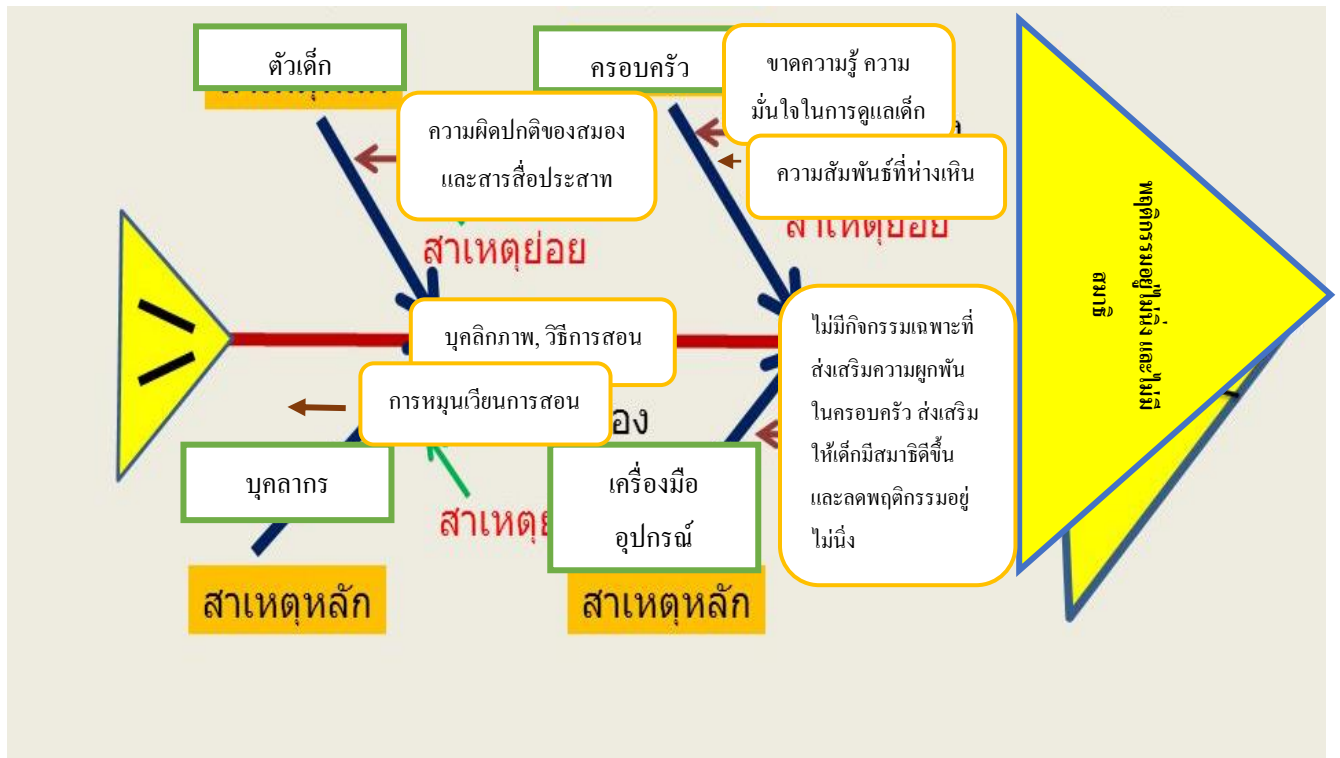 ตัวเด็ก
ความผิดปกติของสมอง
และสารสื่อประสาท
สาเหตุย่อย
ครอบครัว
ขาดความรู้ ความ
มั่นใจในการดูแลเด็ก
ความสัมพันธ์ที่ห่างเหิน
สาเหตุย่อย
พฤติกรรมอยู่ไม่นิ่ง และไม่มี
สมาธิ
บุคลิกภาพ, วิธีการสอน
การหมุนเวียนการสอน
บุคลากร
สาเหตุหลัก
ไม่มีกิจกรรมเฉพาะที่
ส่งเสริมความผูกพัน
ในครอบครัว ส่งเสริม
ให้เด็กมีสมาธิดีขึ้น
และลดพฤติกรรมอยู่
ไม่นิ่ง
เครื่องมือ
อุปกรณ์
สาเหตุหลัก